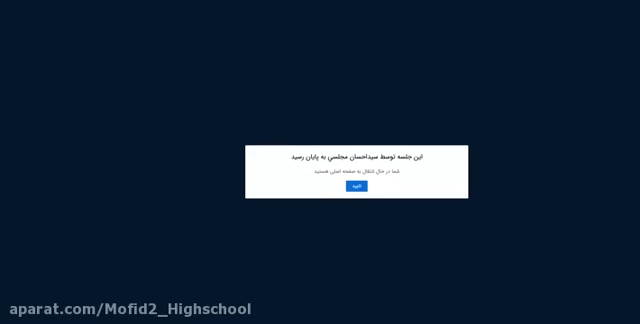 این جلسه توسط سیداحسان مجلسي به پایان رسید
شما در حال انتقال به صفحه اصلی هستید
تایید
aparat.com/Mofid2_Highschool